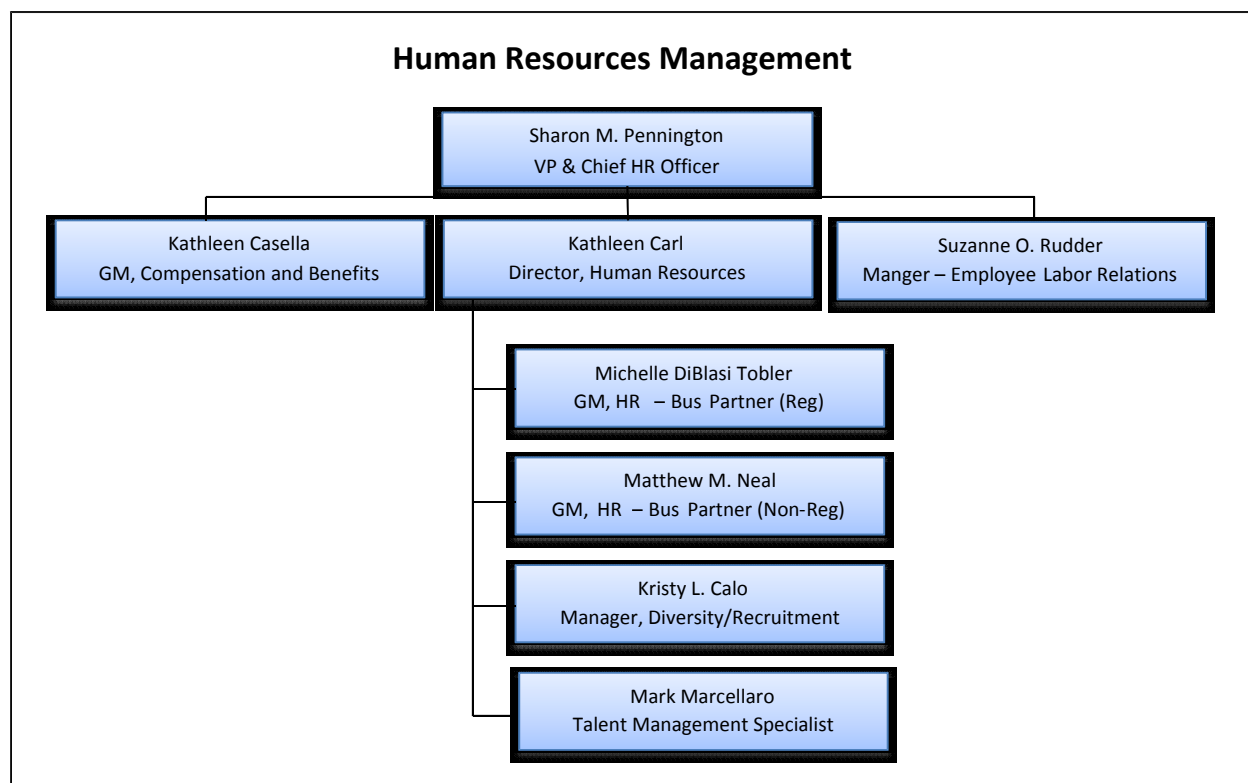 Human Resources Management
Sharon M. Pennington
VP & Chief HR Officer
Kathleen Casella
GM, Compensation and Benefits
Kathleen Carl
Director, Human Resources
Suzanne O. Rudder
Manger – Employee Labor Relations
Michelle DiBlasi Tobler
GM, HR – Bus Partner (Reg)
Matthew M. Neal
GM, HR – Bus Partner (Non-Reg)
Kristy L. Calo
Manager, Diversity/Recruitment
Mark Marcellaro
Talent Management Specialist